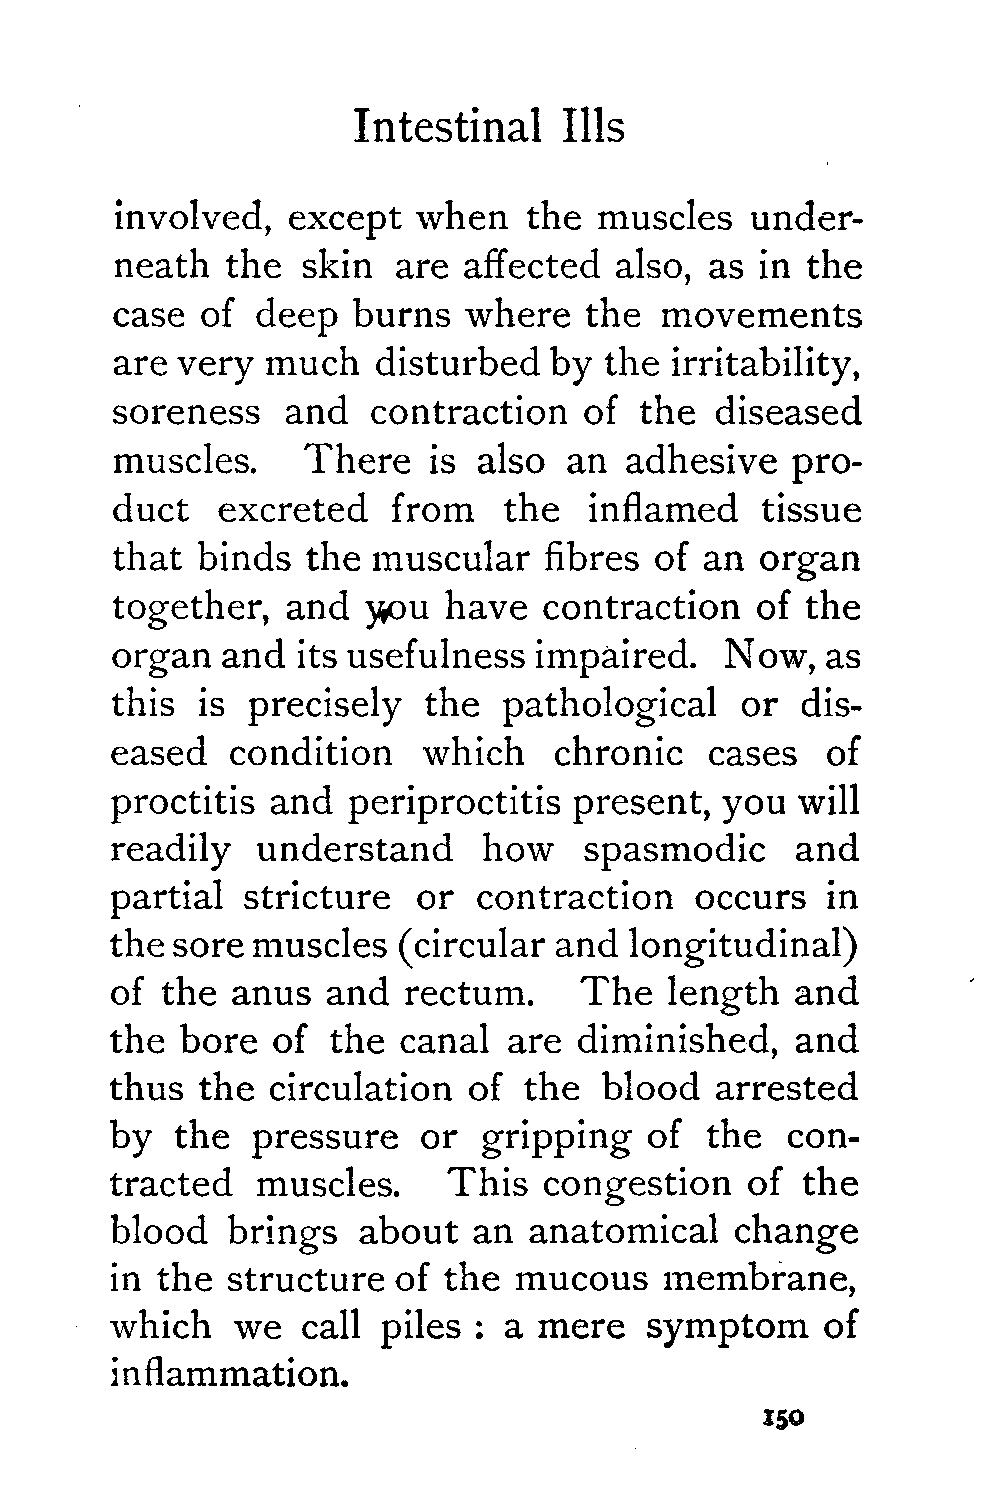 Intestinal Ills
involved, except when the muscles under-
neath the skin are affected also, as in the
case of deep burns where the movements
are very much disturbed by the irritability,
soreness and contraction of the diseased
muscles. There is also an adhesive pro-
duct excreted from the inflamed tissue
that binds the muscular fibres of an organ
together, and you have contraction of the
organ and its usefulness impaired. Now, as
this is precisely the pathological or dis-
eased condition which chronic cases of
proctitis and periproctitis present, you will
readily understand how spasmodic and
partial stricture or contraction occurs in
the sore muscles (circular and longitudinal)
of the anus and rectum. The length and
the bore of the canal are diminished, and
thus the circulation of the blood arrested
by the pressure or gripping of the con-
tracted muscles. This congestion of the
blood brings about an anatomical change
in the structure of the mucous membrane,
which we call piles : a mere symptom of
inflammation.
150